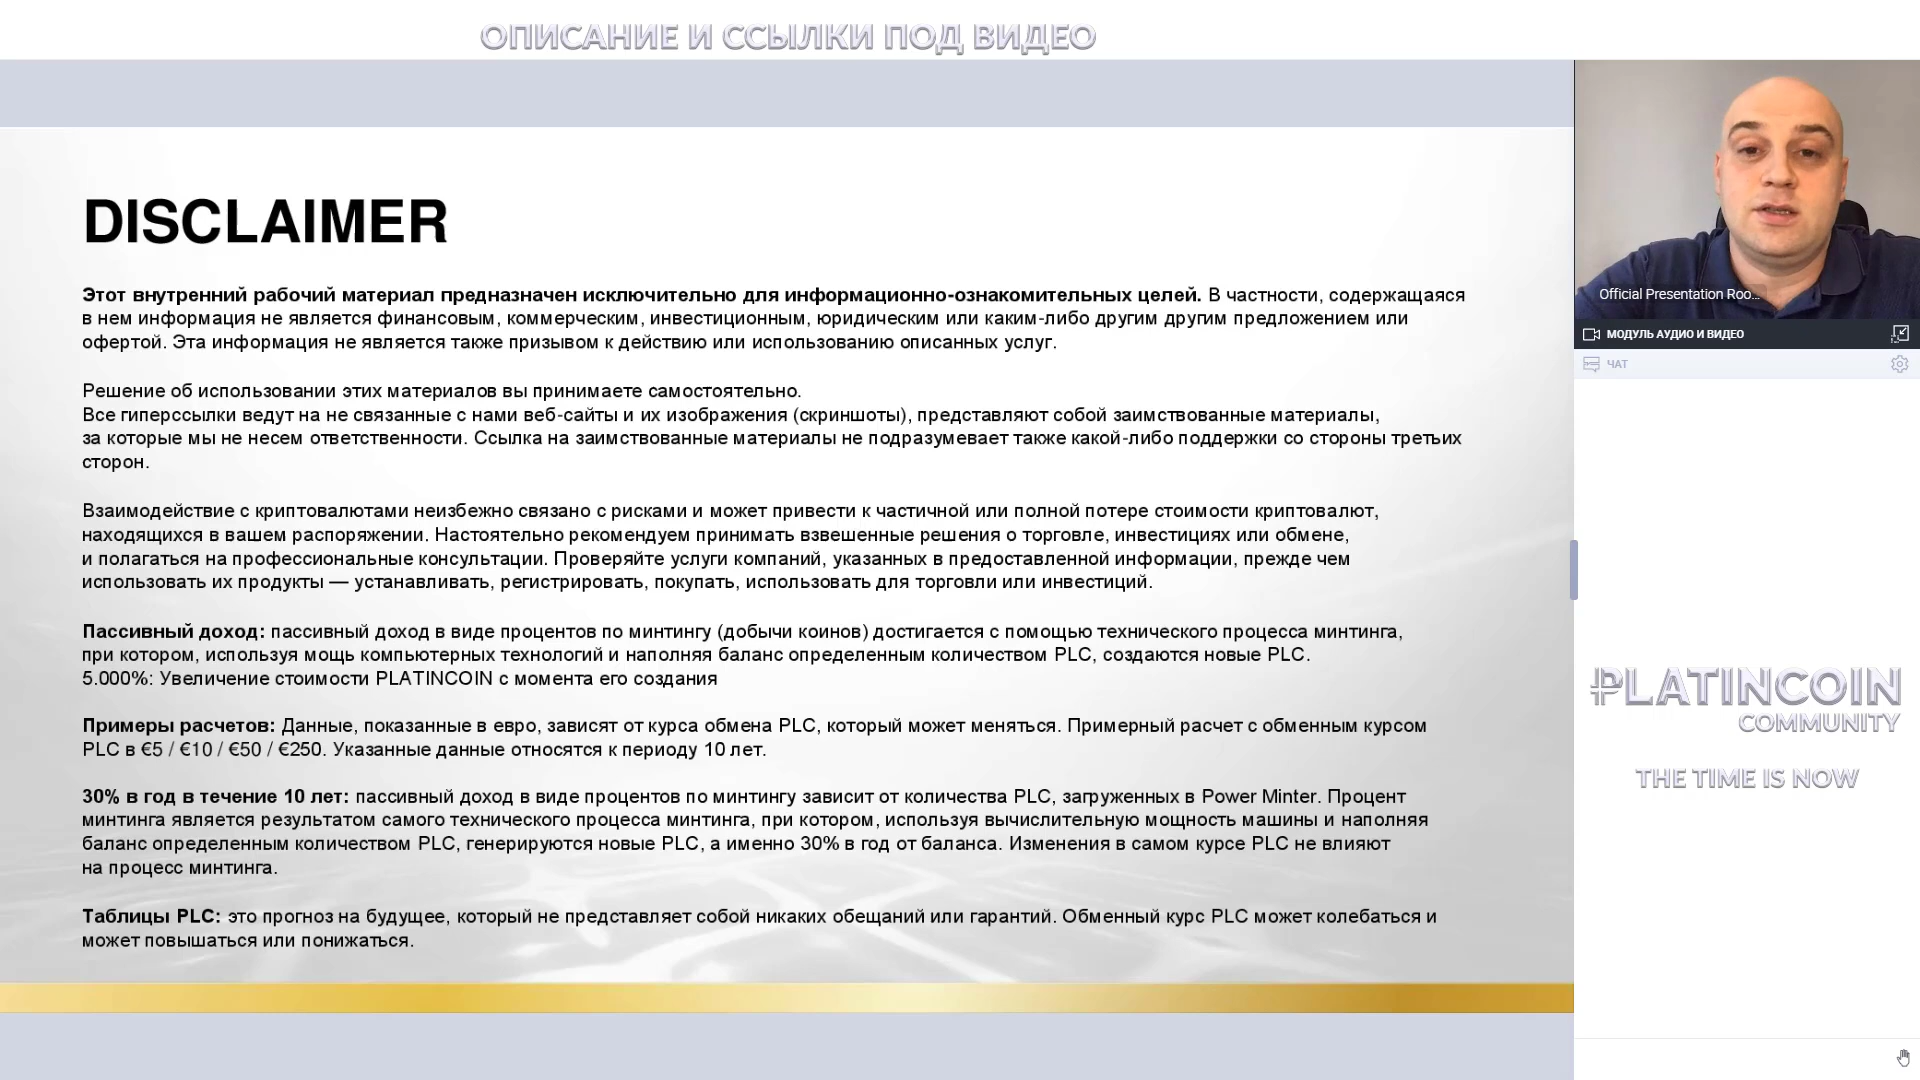 ОПИСАНИЕ И ССЫЛКИ ПОД ВИДЕО
DISCLAIMER
Этот внутренний рабочий материал предназначен исключительно для информационно-ознакомительных целей. В частности, содержащаяся
в нем информация не является финансовым, коммерческим, инвестиционным, юридическим или каким-либо другим другим предложением или
офертой. Эта информация не является также призывом к действию или использованию описанных услуг.
Решение об использовании этих материалов вы принимаете самостоятельно.
Все гиперссылки ведут на не связанные с нами веб-сайты и их изображения (скриншоты), представляют собой заимствованные материалы,
за которые мы не несем ответственности. Ссылка на заимствованные материалы не подразумевает также какой-либо поддержки со стороны третьих
сторон.
Взаимодействие с криптовалютами неизбежно связано с рисками и может привести к частичной или полной потере стоимости криптовалют,
находящихся в вашем распоряжении. Настоятельно рекомендуем принимать взвешенные решения о торговле, инвестициях или обмене,
и полагаться на профессиональные консультации. Проверяйте услуги компаний, указанных в предоставленной информации, прежде чем
использовать их продукты — устанавливать, регистрировать, покупать, использовать для торговли или инвестиций.
Пассивный доход: пассивный доход в виде процентов по минтингу (добычи коинов) достигается с помощью технического процесса минтинга,
при котором, используя мощь компьютерных технологий и наполняя баланс определенным количеством PLC, создаются новые PLC.
5.000%: Увеличение стоимости PLATINCOIN с момента его создания
Примеры расчетов: Данные, показанные в евро, зависят от курса обмена PLC, который может меняться. Примерный расчет с обменным курсом
PLC в €5 / €10 / €50 / €250. Указанные данные относятся к периоду 10 лет.
30% в год в течение 10 лет: пассивный доход в виде процентов по минтингу зависит от количества PLC, загруженных в Power Minter. Процент
минтинга является результатом самого технического процесса минтинга, при котором, используя вычислительную мощность машины и наполняя
баланс определенным количеством PLC, генерируются новые PLC, а именно 30% в год от баланса. Изменения в самом курсе PLC не влияют
на процесс минтинга.
Таблицы PLC: это прогноз на будущее, который не представляет собой никаких обещаний или гарантий. Обменный курс PLC может колебаться и
может повышаться или понижаться.
Official Presentation Roo...
МОДУЛЬ АУДИО И ВИДЕО
ЧАТ
PLATINCOIN
COMMUNITY
THE TIME IS NOW